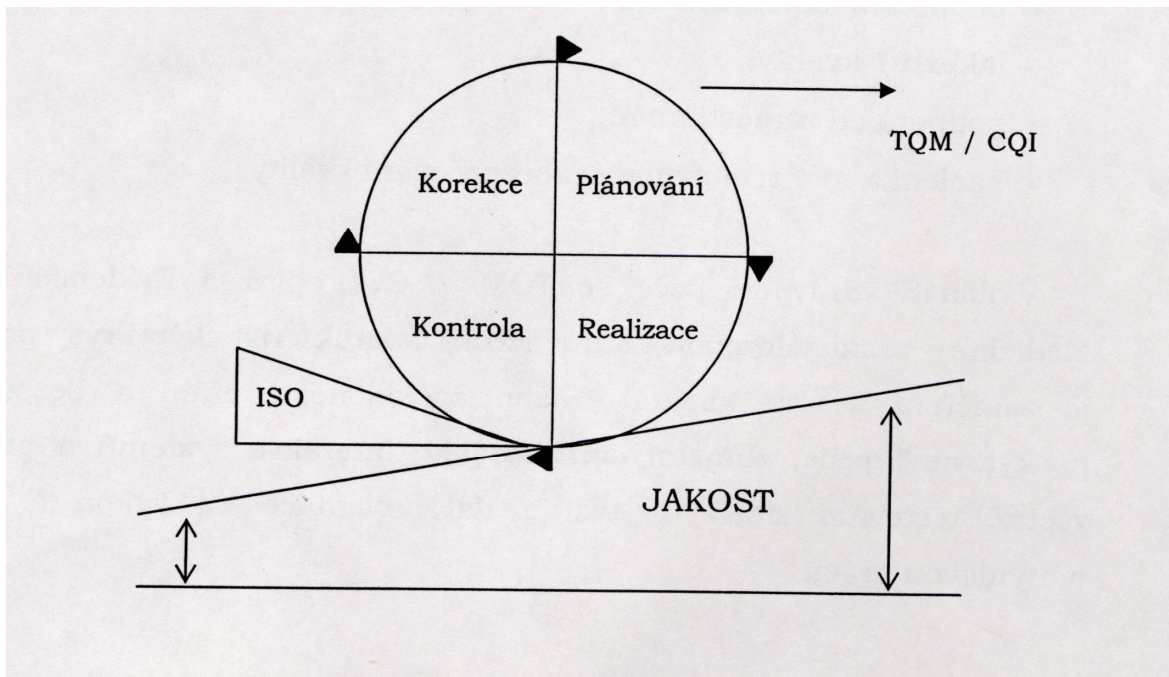 TQM / CQI
Korekce
Plánování
Kontrola
Realizace
ISO
JAKOST